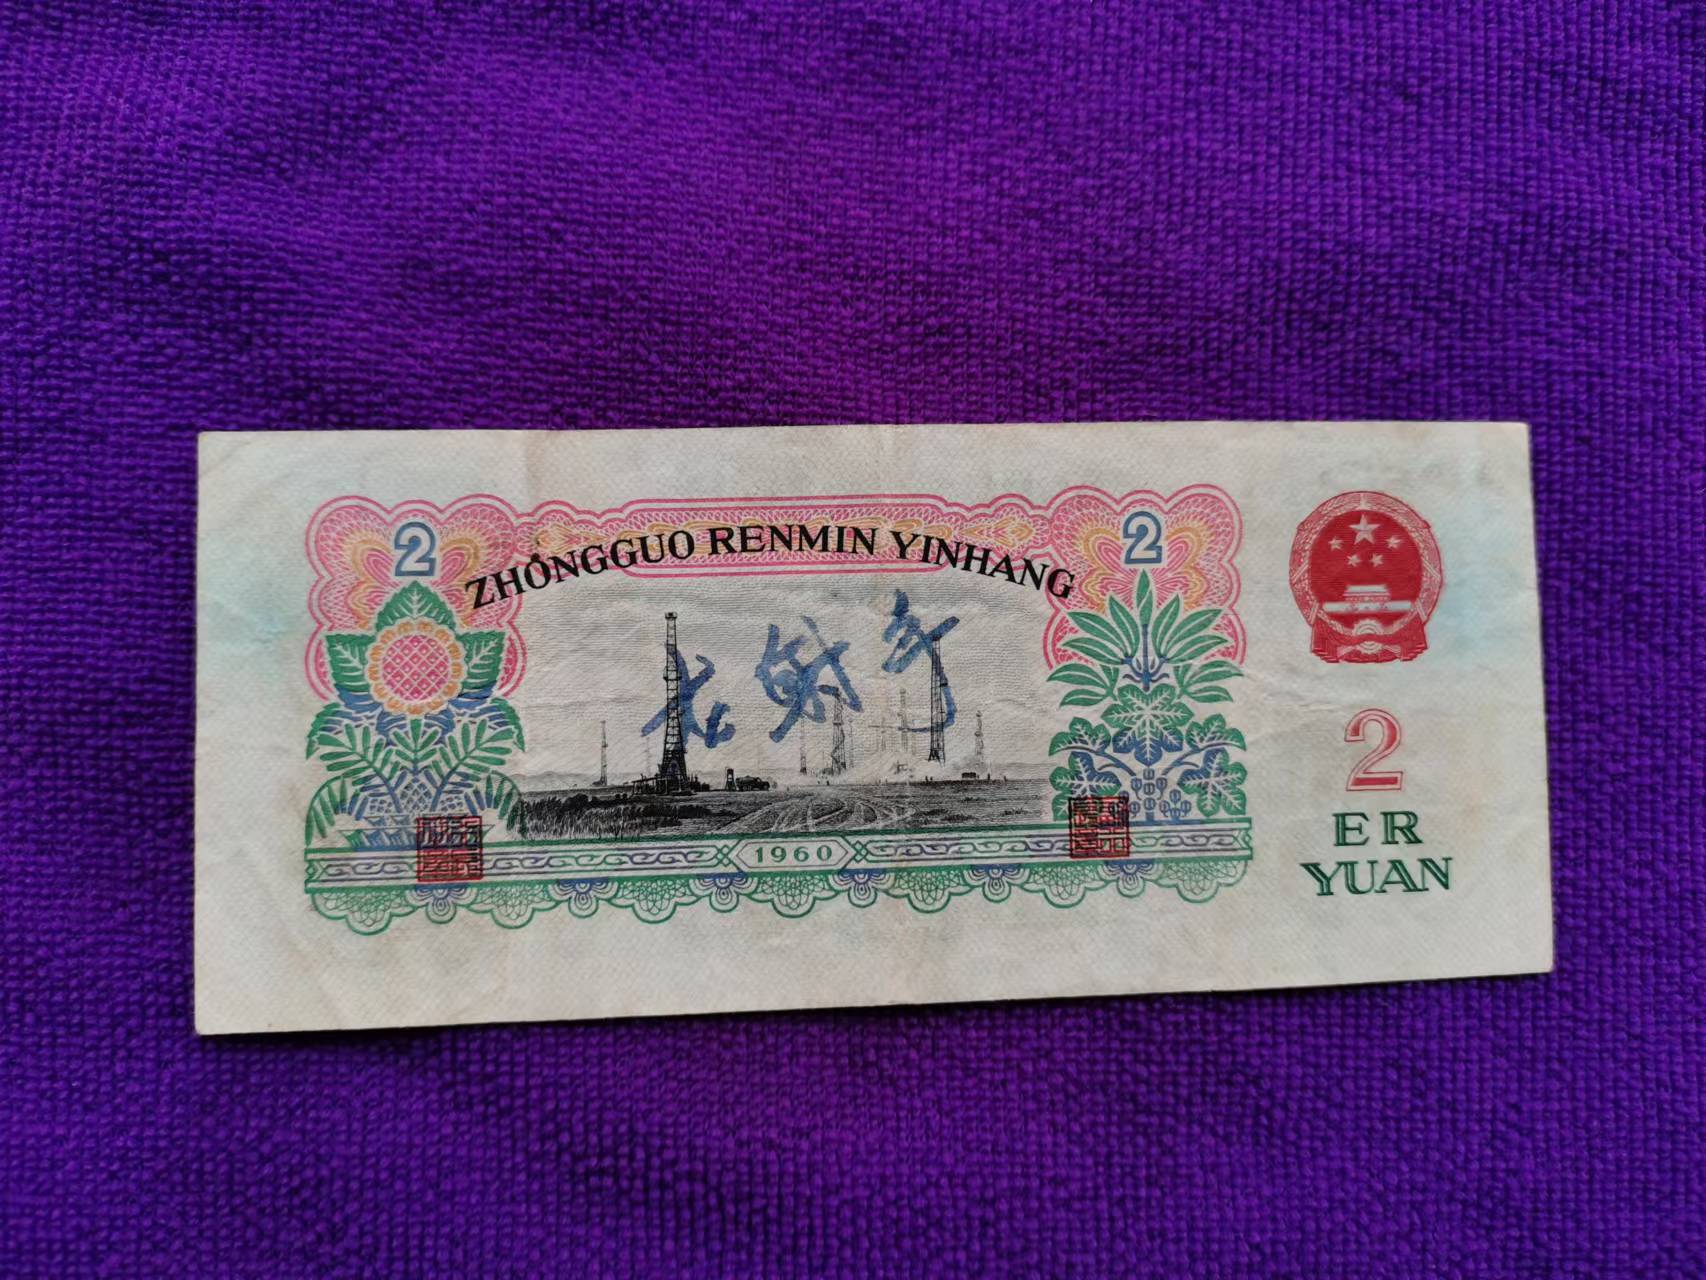 2
2
ZHONGGUO RENMIN YINHANG
1960
2
ER
YUAN